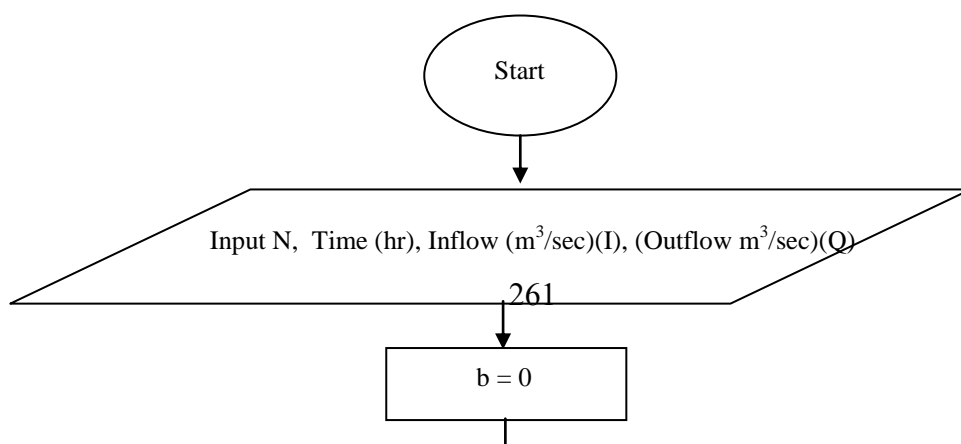 Start
Input N, Time (hr), Inflow (m³/sec)(I), (Outflow m³/sec)(Q)
261
b = 0